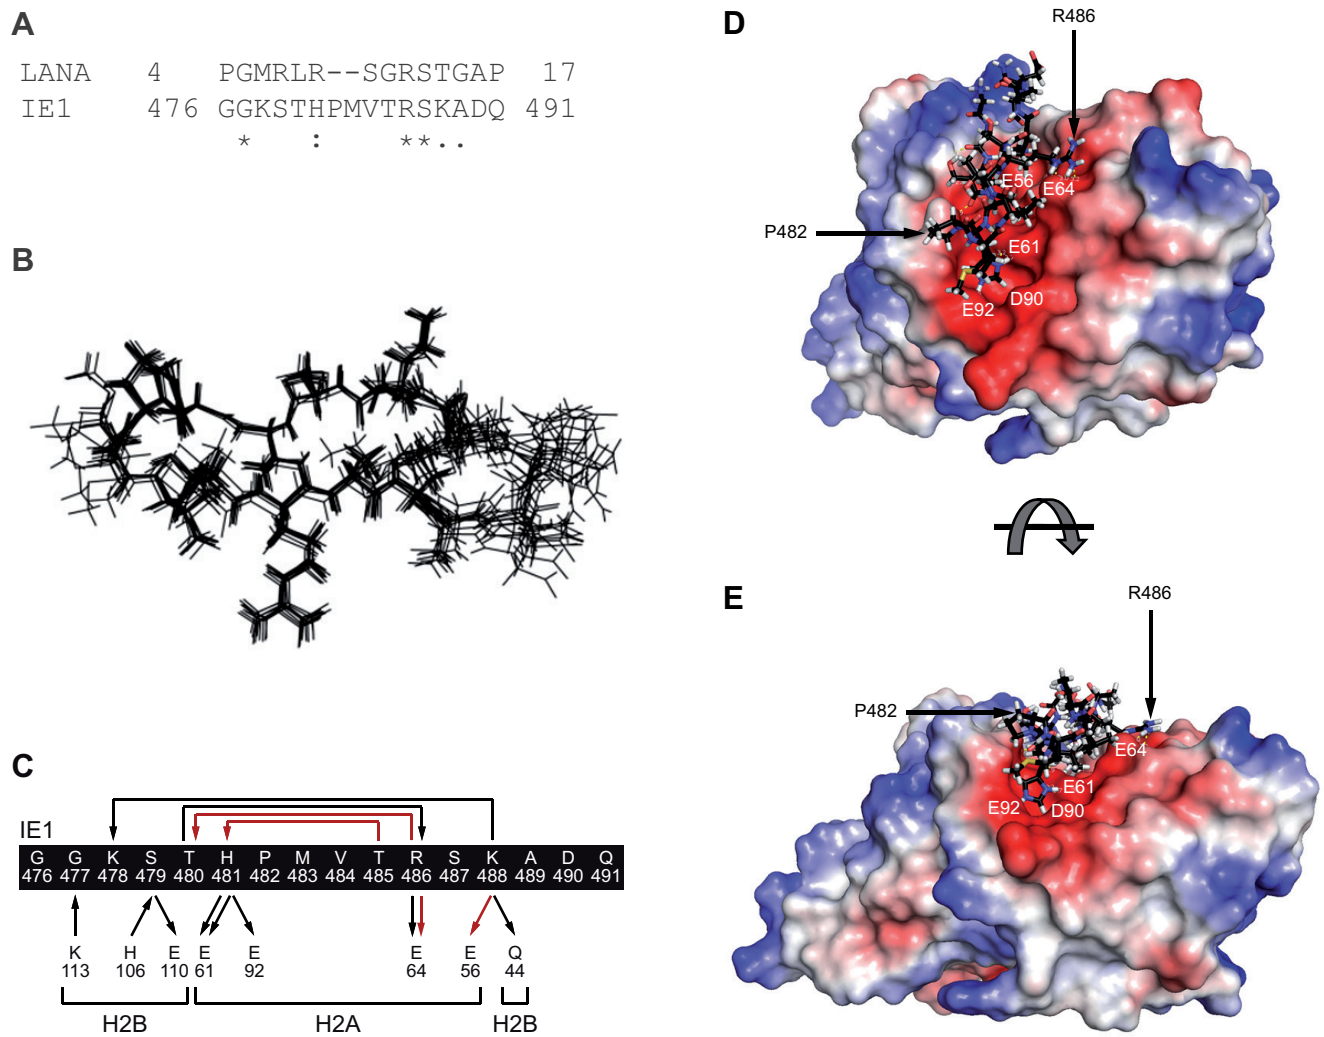 A
LANA 4 PGMRLR--SGRSTGAP 17
IE1 476 GGKSTHPMVTRSKADQ 491
* : **..
B
C
IE1
G G K S T H P M V T R S K A D Q
476 477 478 479 480 481 482 483 484 485 486 487 488 489 490 491
K H E E E E E Q
113 106 110 61 92 64 56 44
H2B H2A H2B
D
R486
E56
E64
P482
E61
D90
E92
E
R486
P482
E64
E61
E92
D90